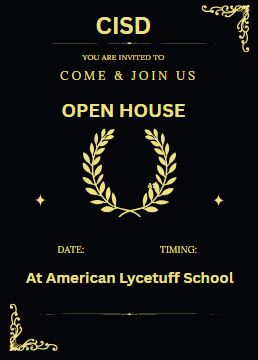 CISD
YOU ARE INVITED TO
COME & JOIN US
OPEN HOUSE
DATE: TIMING:
At American Lycetuff School